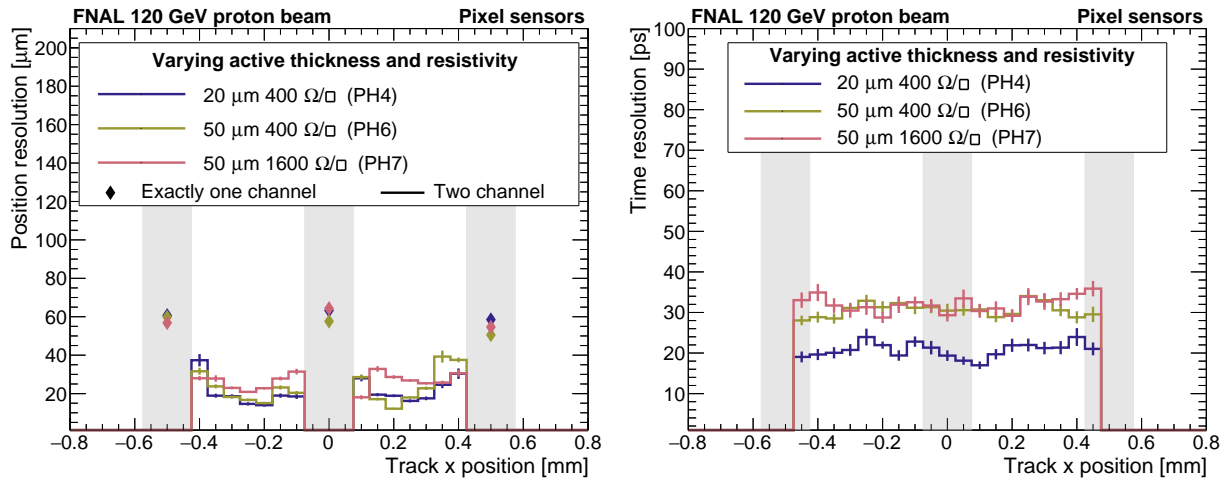 FNAL 120 GeV proton beam Pixel sensors
Position resolution [μm]
200
180
160
140
120
100
80
60
40
20
Varying active thickness and resistivity
20 μm 400 Ω/□ (PH4)
50 μm 400 Ω/□ (PH6)
50 μm 1600 Ω/□ (PH7)
Exactly one channel Two channel
−0.8 −0.6 −0.4 −0.2 0 0.2 0.4 0.6 0.8
Track x position [mm]
FNAL 120 GeV proton beam Pixel sensors
Time resolution [ps]
100
90
80
70
60
50
40
30
20
10
Varying active thickness and resistivity
20 μm 400 Ω/□ (PH4)
50 μm 400 Ω/□ (PH6)
50 μm 1600 Ω/□ (PH7)
−0.8 −0.6 −0.4 −0.2 0 0.2 0.4 0.6 0.8
Track x position [mm]